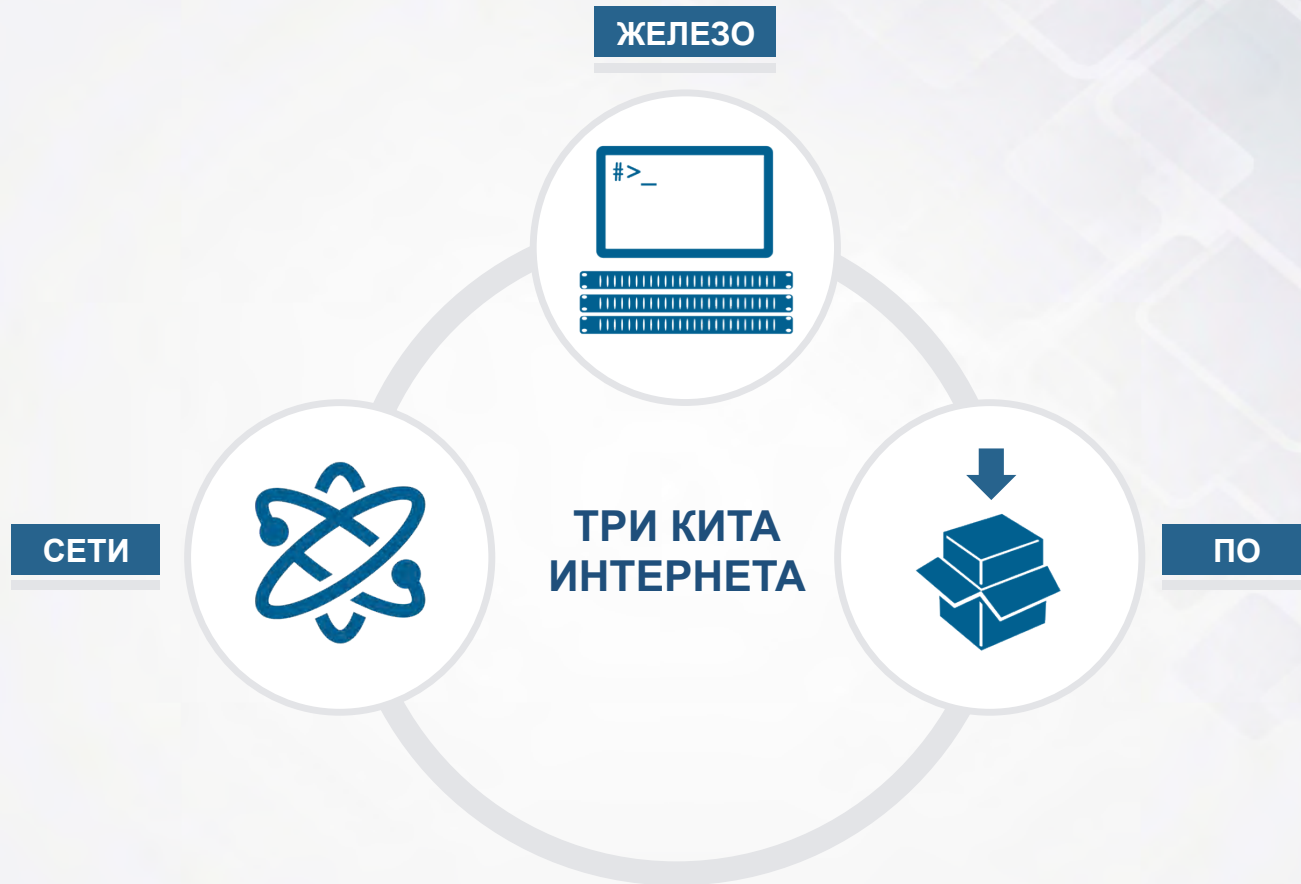 ЖЕЛЕЗО
#>_
СЕТИ
ТРИ КИТА
ИНТЕРНЕТА
ПО